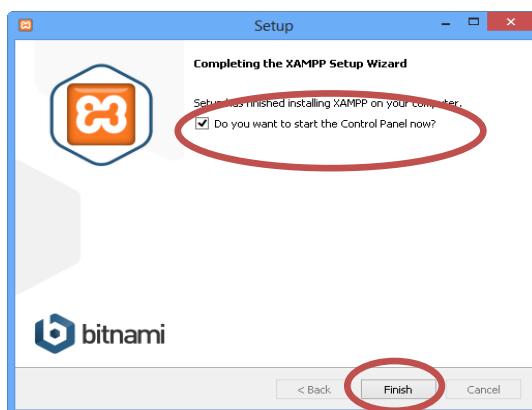 Setup
Completing the XAMPP Setup Wizard
Setup has finished installing XAMPP on your computer.
Do you want to start the Control Panel now?
bitnami
< Back
Finish
Cancel